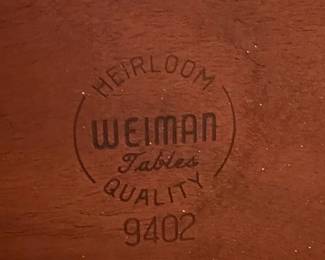 HEIRLOOM
WEIMAN
Tables
QUALITY
9402